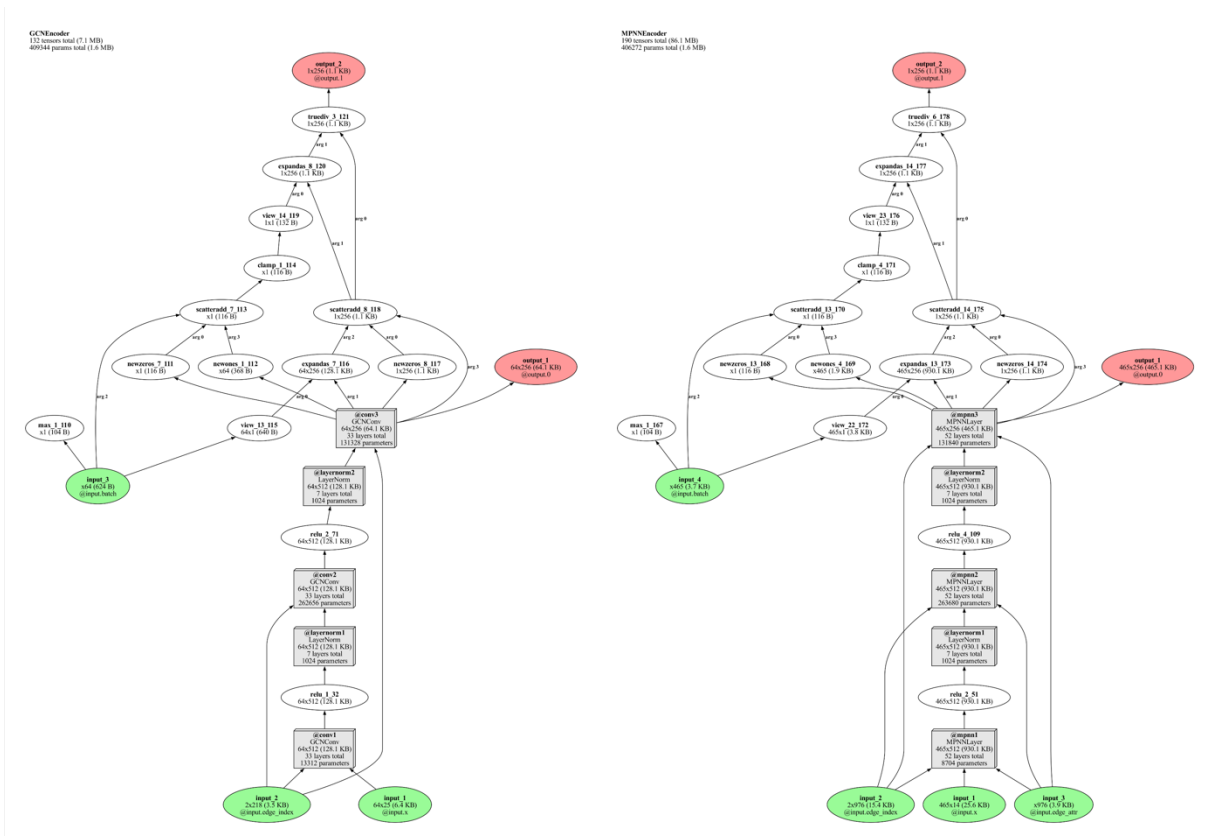 GCNEncoder
132 tensors total (7.1 MB)
409344 params total (1.6 MB)
output_2
1x256 (1.1 KB)
@output.1
truediv_3_121
1x256 (1.1 KB)
arg 1
expandas_8_120
1x256 (1.1 KB)
arg 0
view_14_119
1x1 (132 B)
arg 0
arg 1
clamp_1_114
x1 (116 B)
scatteradd_7_113
x1 (116 B)
scatteradd_8_118
1x256 (1.1 KB)
arg 0
arg 3
arg 2
arg 0
newzeros_7_111
x1 (116 B)
newones_1_112
x64 (368 B)
expandas_7_116
64x256 (128.1 KB)
newzeros_8_117
1x256 (1.1 KB)
arg 3
output_1
64x256 (64.1 KB)
@output.0
arg 2
arg 0
arg 1
max_1_110
x1 (104 B)
view_13_115
64x1 (640 B)
@conv3
GCNConv
64x256 (64.1 KB)
33 layers total
131328 parameters
input_3
x64 (624 B)
@input.batch
@layernorm2
LayerNorm
64x512 (128.1 KB)
7 layers total
1024 parameters
relu_2_71
64x512 (128.1 KB)
@conv2
GCNConv
64x512 (128.1 KB)
33 layers total
262656 parameters
@layernorm1
LayerNorm
64x512 (128.1 KB)
7 layers total
1024 parameters
relu_1_32
64x512 (128.1 KB)
@conv1
GCNConv
64x512 (128.1 KB)
33 layers total
13312 parameters
input_2
2x218 (3.5 KB)
@input.edge_index
input_1
64x25 (6.4 KB)
@input.x
MPNNEncoder
190 tensors total (86.1 MB)
406272 params total (1.6 MB)
output_2
1x256 (1.1 KB)
@output.1
truediv_6_178
1x256 (1.1 KB)
arg 1
expandas_14_177
1x256 (1.1 KB)
arg 0
view_23_176
1x1 (132 B)
arg 0
arg 1
clamp_4_171
x1 (116 B)
scatteradd_13_170
x1 (116 B)
scatteradd_14_175
1x256 (1.1 KB)
arg 0
arg 3
arg 2
arg 0
newzeros_13_168
x1 (116 B)
newones_4_169
x465 (1.9 KB)
expandas_13_173
465x256 (930.1 KB)
newzeros_14_174
1x256 (1.1 KB)
arg 3
output_1
465x256 (465.1 KB)
@output.0
arg 2
arg 0
arg 1
max_1_167
x1 (104 B)
view_22_172
465x1 (3.8 KB)
@mpnn3
MPNNLayer
465x256 (465.1 KB)
52 layers total
131840 parameters
input_4
x465 (3.7 KB)
@input.batch
@layernorm2
LayerNorm
465x512 (930.1 KB)
7 layers total
1024 parameters
relu_4_109
465x512 (930.1 KB)
@mpnn2
MPNNLayer
465x512 (930.1 KB)
52 layers total
263680 parameters
@layernorm1
LayerNorm
465x512 (930.1 KB)
7 layers total
1024 parameters
relu_2_51
465x512 (930.1 KB)
@mpnn1
MPNNLayer
465x512 (930.1 KB)
52 layers total
8704 parameters
input_2
2x976 (15.4 KB)
@input.edge_index
input_1
465x14 (25.6 KB)
@input.x
input_3
x976 (3.9 KB)
@input.edge_attr